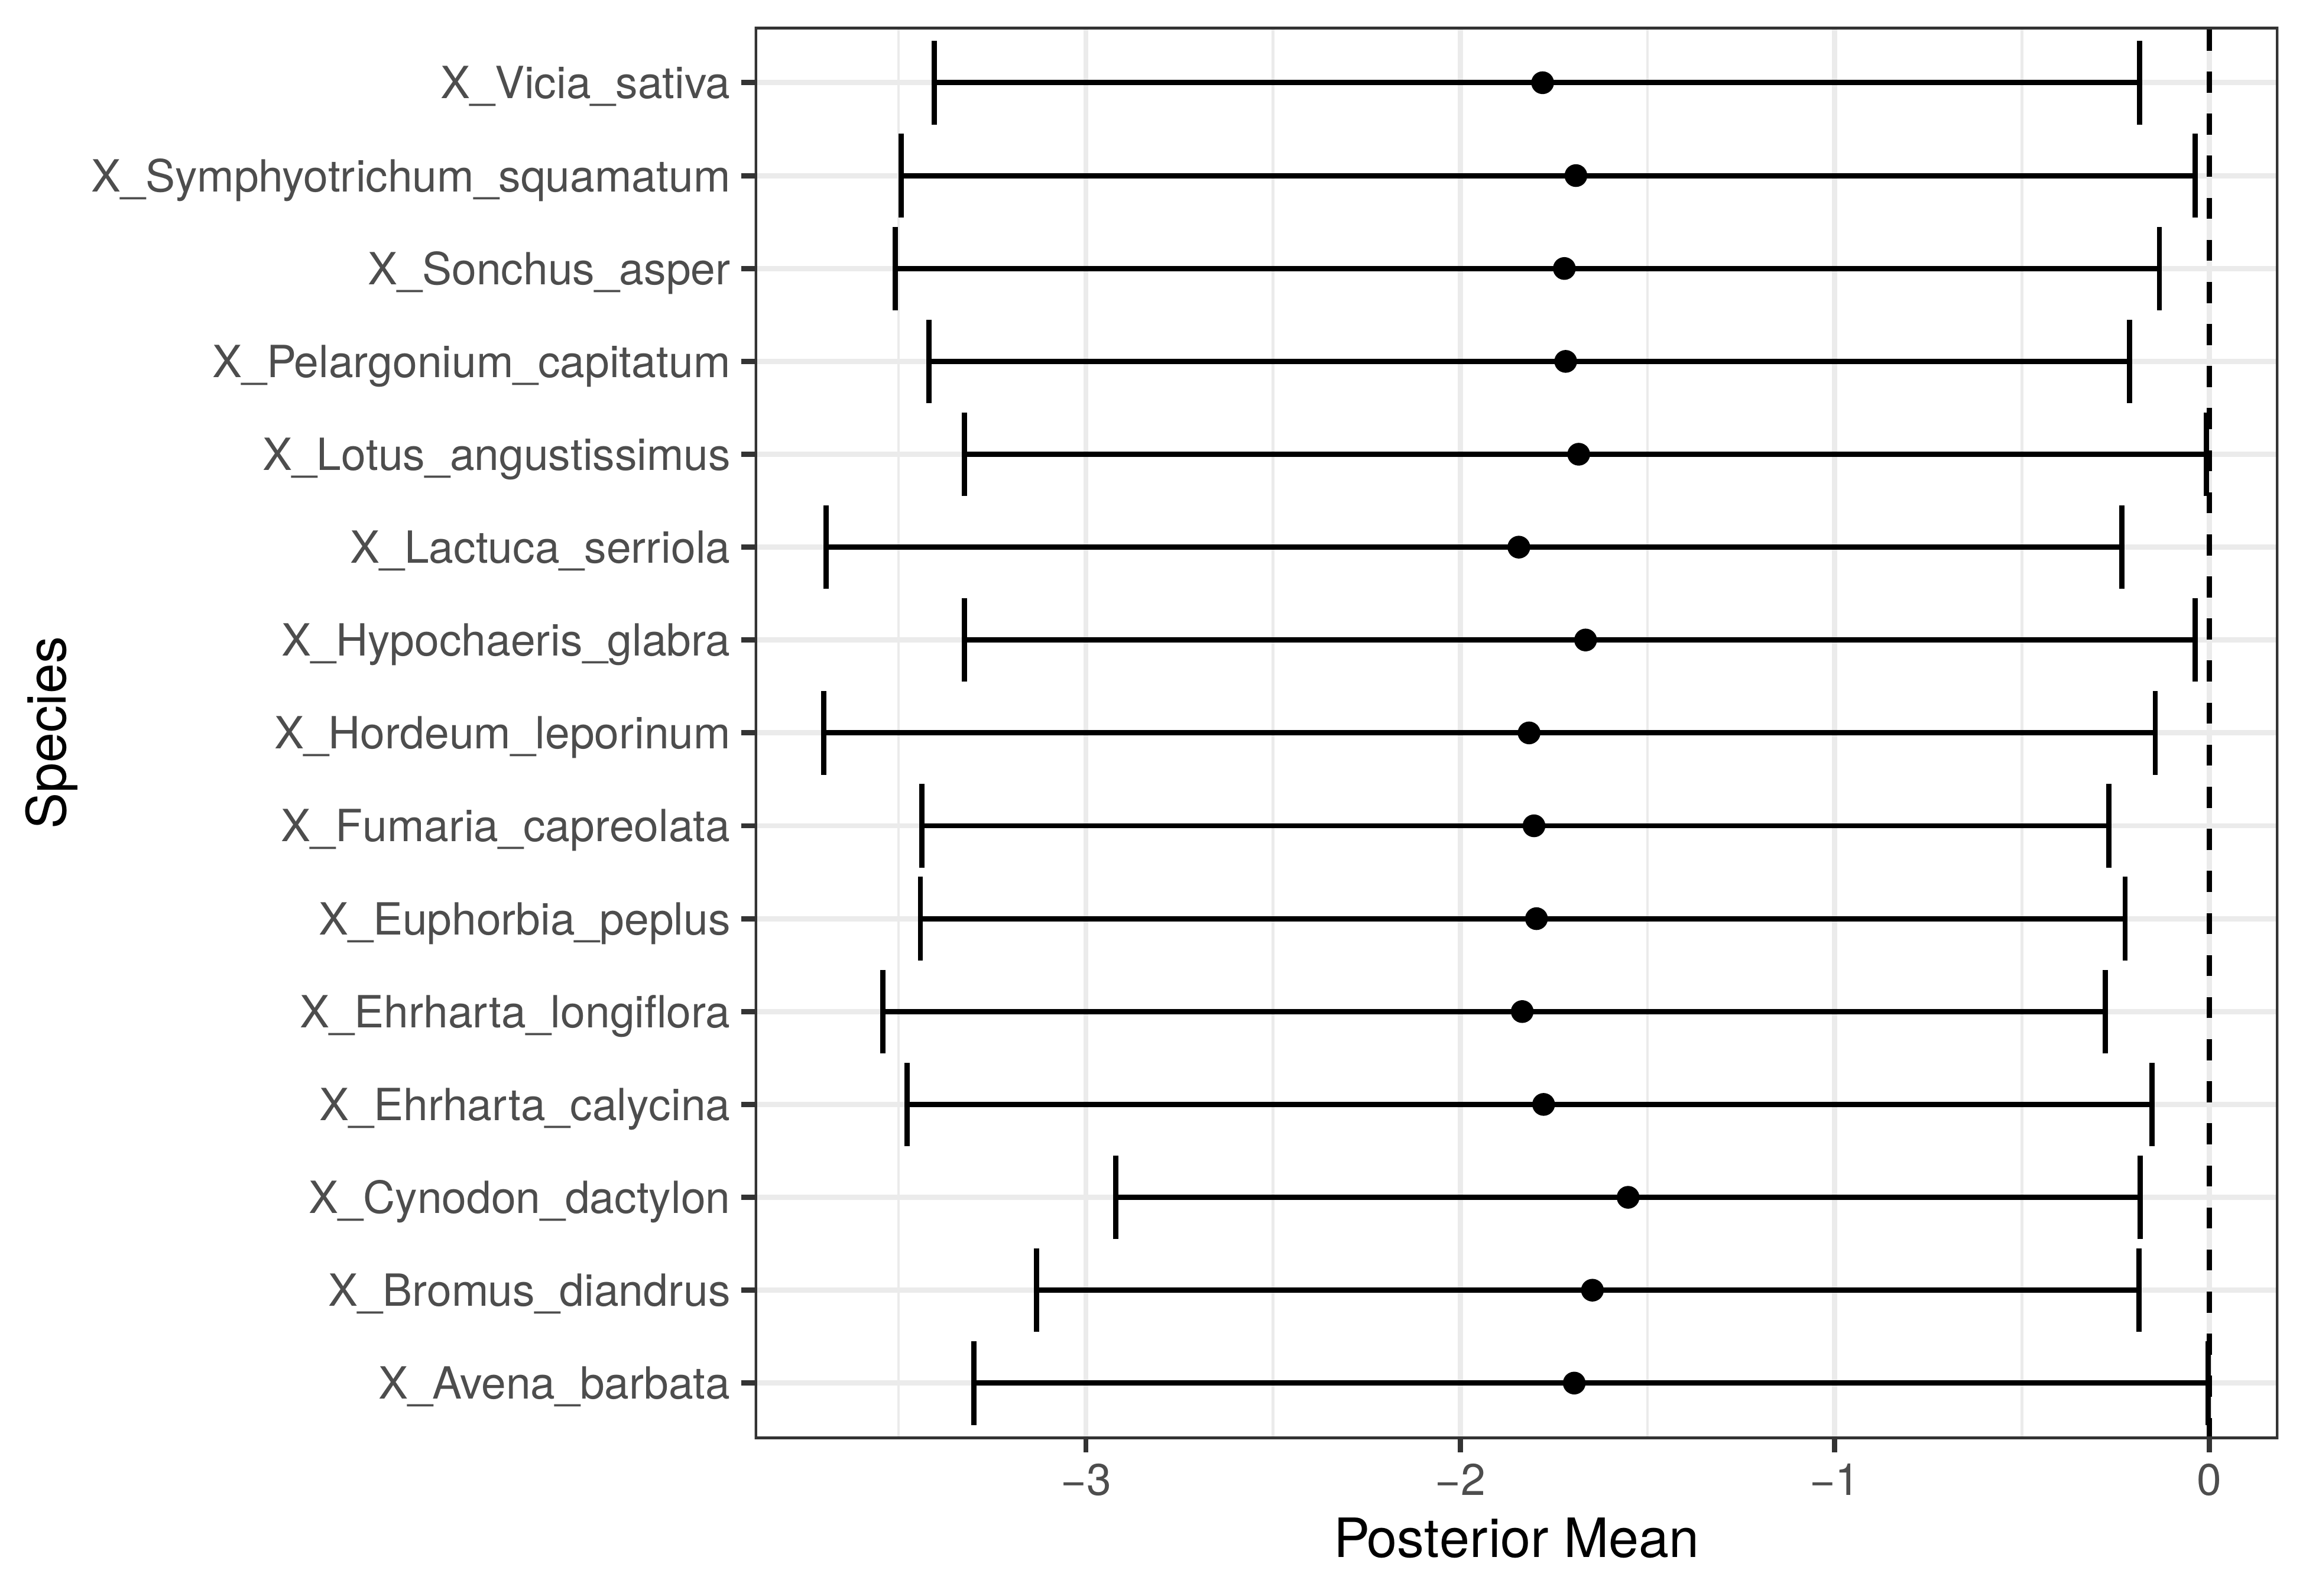 Species
X_Vicia_sativa
X_Symphyotrichum_squamatum
X_Sonchus_asper
X_Pelargonium_capitatum
X_Lotus_angustissimus
X_Lactuca_serriola
X_Hypochaeris_glabra
X_Hordeum_leporinum
X_Fumaria_capreolata
X_Euphorbia_peplus
X_Ehrharta_longiflora
X_Ehrharta_calycina
X_Cynodon_dactylon
X_Bromus_diandrus
X_Avena_barbata
−3 −2 −1 0
Posterior Mean